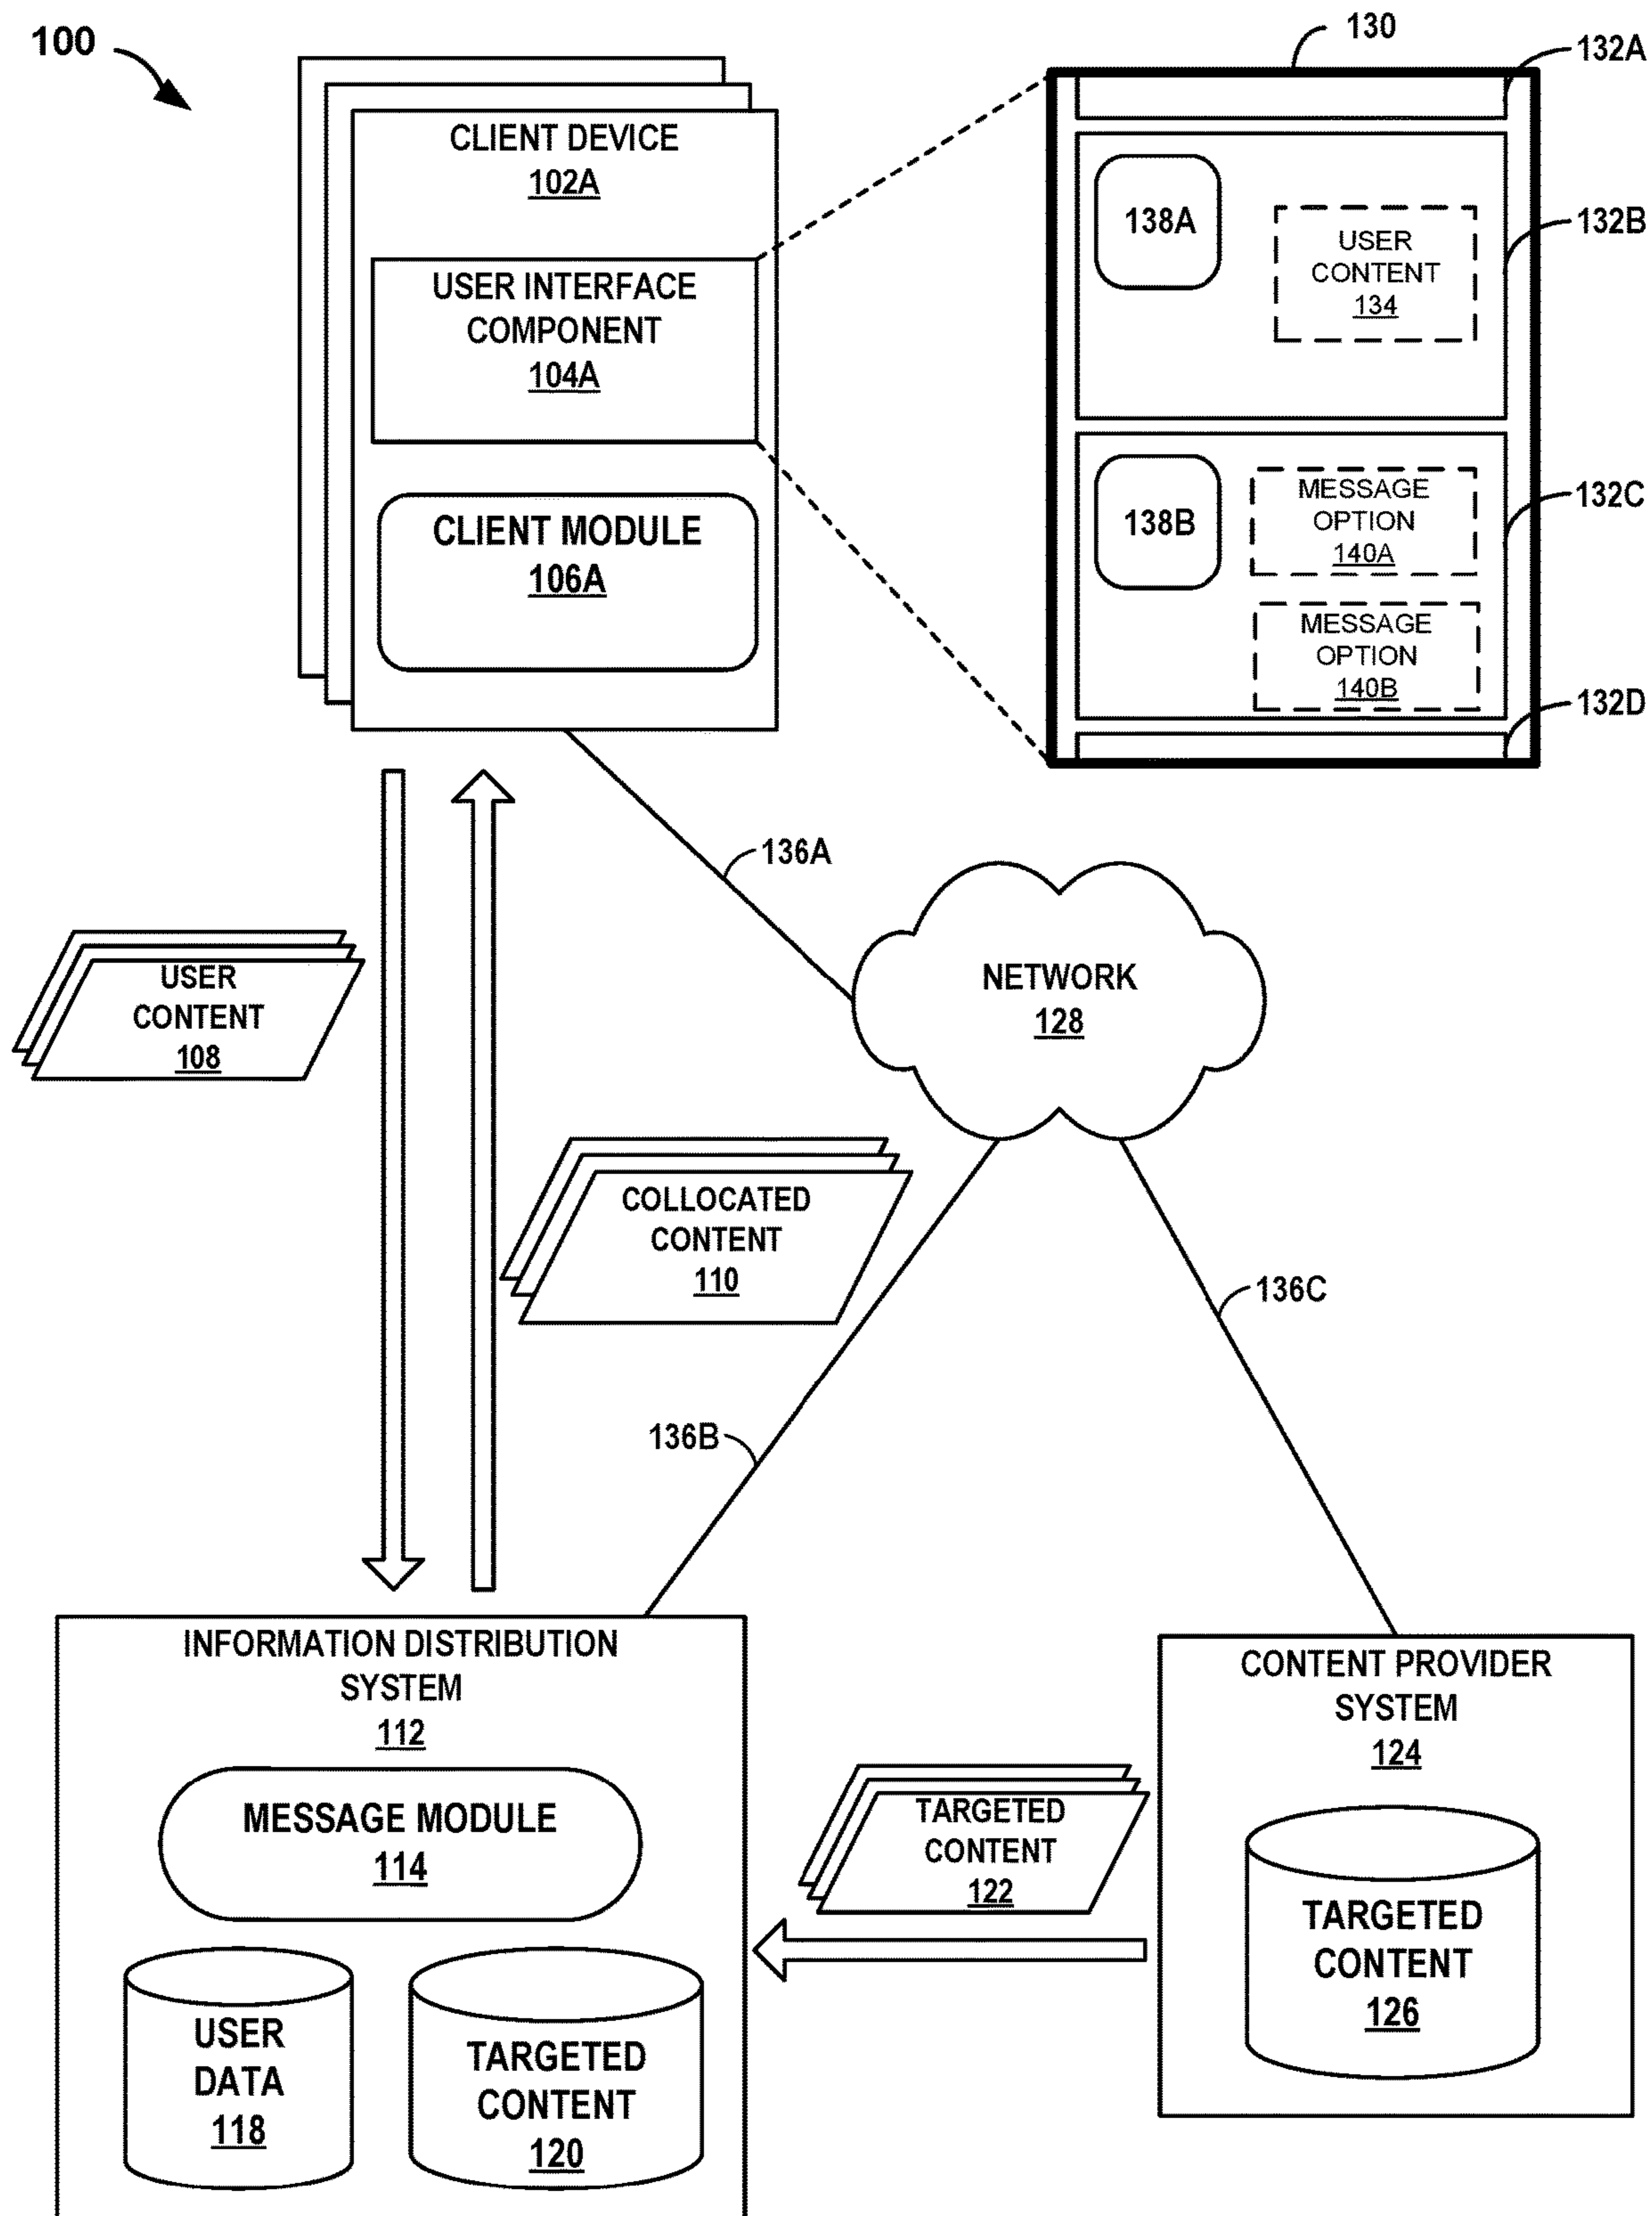 100
CLIENT DEVICE
102A
USER INTERFACE
COMPONENT
104A
CLIENT MODULE
106A
130
132A
138A
USER
CONTENT
134
132B
138B
MESSAGE
OPTION
140A
132C
MESSAGE
OPTION
140B
132D
136A
USER
CONTENT
108
NETWORK
128
COLLOCATED
CONTENT
110
136C
136B
INFORMATION DISTRIBUTION
SYSTEM
112
MESSAGE MODULE
114
USER
DATA
118
TARGETED
CONTENT
120
TARGETED
CONTENT
122
CONTENT PROVIDER
SYSTEM
124
TARGETED
CONTENT
126